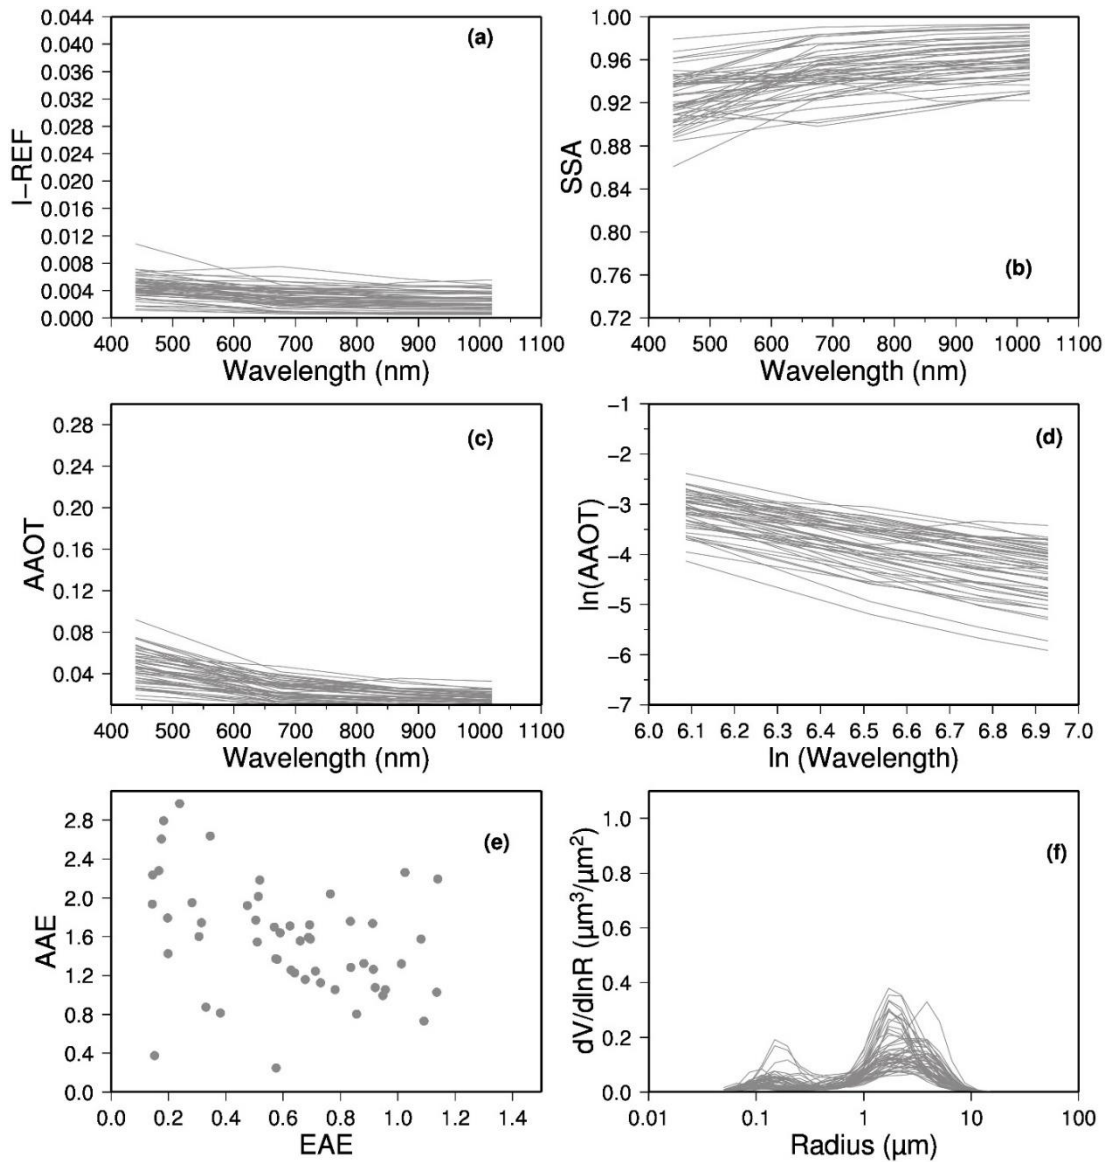 0.044
0.040
0.036
0.032
0.028
0.024
0.020
0.016
0.012
0.008
0.004
0.000
I−REF
(a)
400 500 600 700 800 900 1000 1100
Wavelength (nm)
1.00
0.96
0.92
0.88
0.84
0.80
0.76
0.72
SSA
(b)
400 500 600 700 800 900 1000 1100
Wavelength (nm)
0.28
0.24
0.20
0.16
0.12
0.08
0.04
AAOT
(c)
400 500 600 700 800 900 1000 1100
Wavelength (nm)
−1
−2
−3
−4
−5
−6
−7
ln(AAOT)
(d)
6.0 6.1 6.2 6.3 6.4 6.5 6.6 6.7 6.8 6.9 7.0
ln (Wavelength)
2.8
2.4
2.0
1.6
1.2
0.8
0.4
0.0
AAE
(e)
0.0 0.2 0.4 0.6 0.8 1.0 1.2 1.4
EAE
1.0
0.8
0.6
0.4
0.2
0.0
dV/dlnR (μm³/μm²)
(f)
0.01 0.1 1 10 100
Radius (μm)